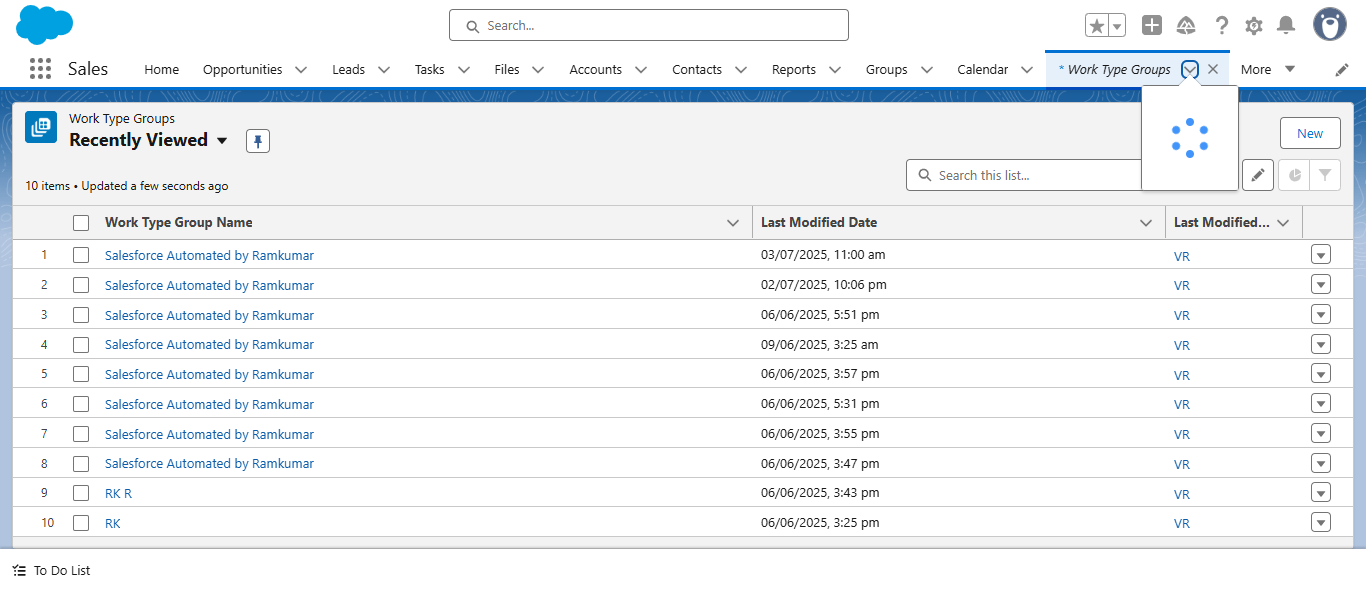 Search...
Sales
Home
Opportunities
Leads
Tasks
Files
Accounts
Contacts
Reports
Groups
Calendar
* Work Type Groups
More
Work Type Groups
Recently Viewed
New
10 items • Updated a few seconds ago
Search this list...
Work Type Group Name Last Modified Date Last Modified...
1 Salesforce Automated by Ramkumar 03/07/2025, 11:00 am VR
2 Salesforce Automated by Ramkumar 02/07/2025, 10:06 pm VR
3 Salesforce Automated by Ramkumar 06/06/2025, 5:51 pm VR
4 Salesforce Automated by Ramkumar 09/06/2025, 3:25 am VR
5 Salesforce Automated by Ramkumar 06/06/2025, 3:57 pm VR
6 Salesforce Automated by Ramkumar 06/06/2025, 5:31 pm VR
7 Salesforce Automated by Ramkumar 06/06/2025, 3:55 pm VR
8 Salesforce Automated by Ramkumar 06/06/2025, 3:47 pm VR
9 RK R 06/06/2025, 3:43 pm VR
10 RK 06/06/2025, 3:25 pm VR
To Do List